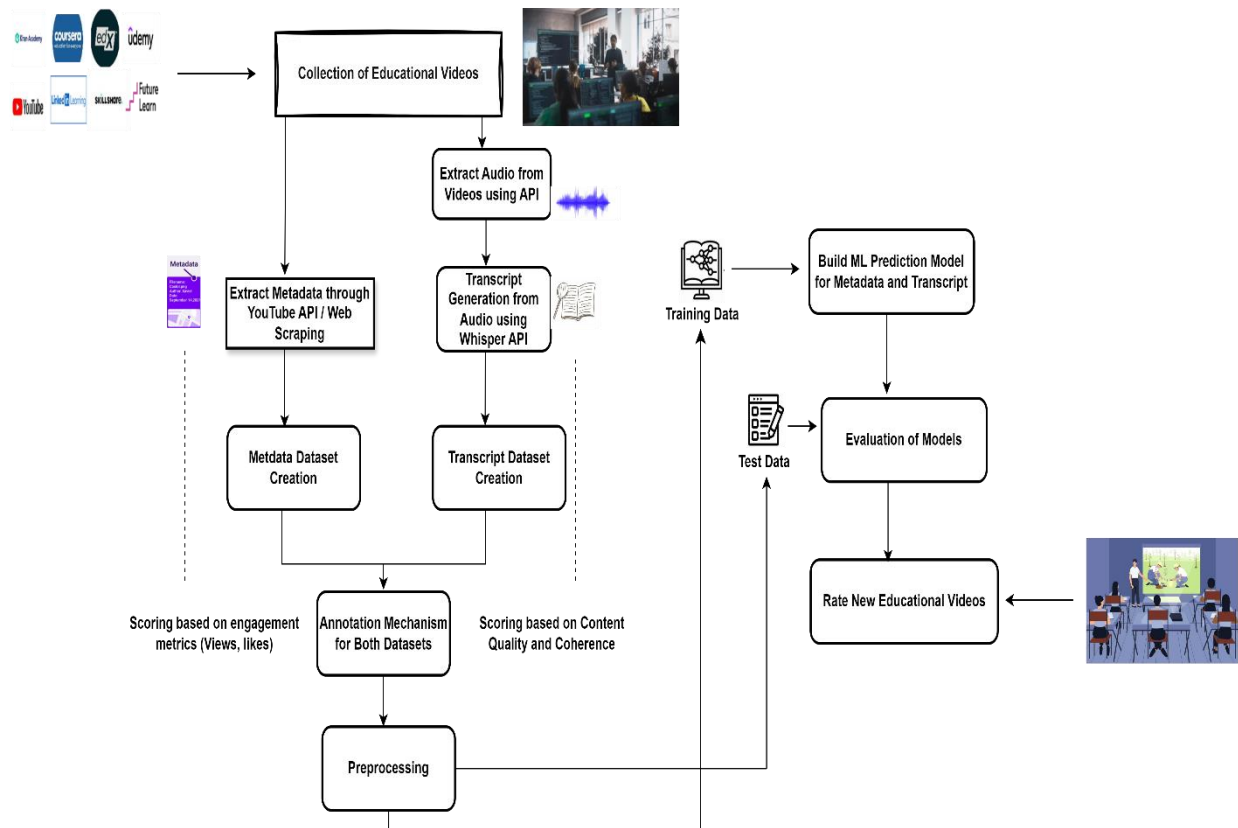 Khan Academy
coursera
edX
ûdemy
YouTube
Linked in Learning
SKILLSHARE.
Future
Learn
Collection of Educational Videos
Extract Audio from
Videos using API
Metadata
Extract Metadata through
YouTube API / Web
Scraping
Transcript
Generation from
Audio using
Whisper API
Metdata Dataset
Creation
Transcript Dataset
Creation
Scoring based on engagement
metrics (Views, likes)
Annotation Mechanism
for Both Datasets
Scoring based on Content
Quality and Coherence
Preprocessing
Training Data
Build ML Prediction Model
for Metadata and Transcript
Test Data
Evaluation of Models
Rate New Educational Videos